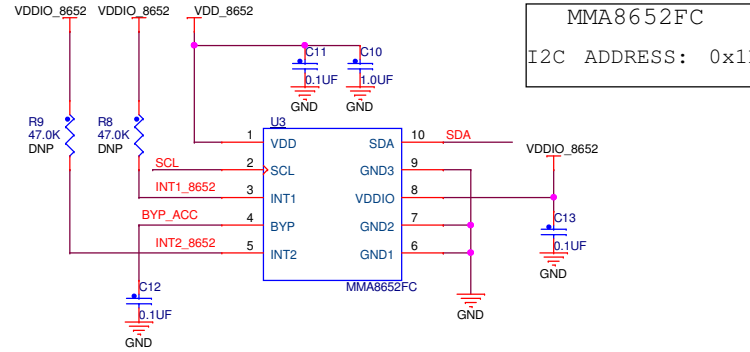 VDDIO_8652
VDDIO_8652
VDD_8652
MMA8652FC
I2C ADDRESS:
C11
0.1UF
GND
C10
1.0UF
GND
R9
47.0K
DNP
R8
47.0K
DNP
U3
1
VDD
SDA
10
SDA
VDDIO_8652
SCL
2
SCL
GND3
9
INT1_8652
3
INT1
VDDIO
8
BYP_ACC
4
BYP
GND2
7
C13
0.1UF
GND
INT2_8652
5
INT2
GND1
6
MMA8652FC
C12
0.1UF
GND
GND